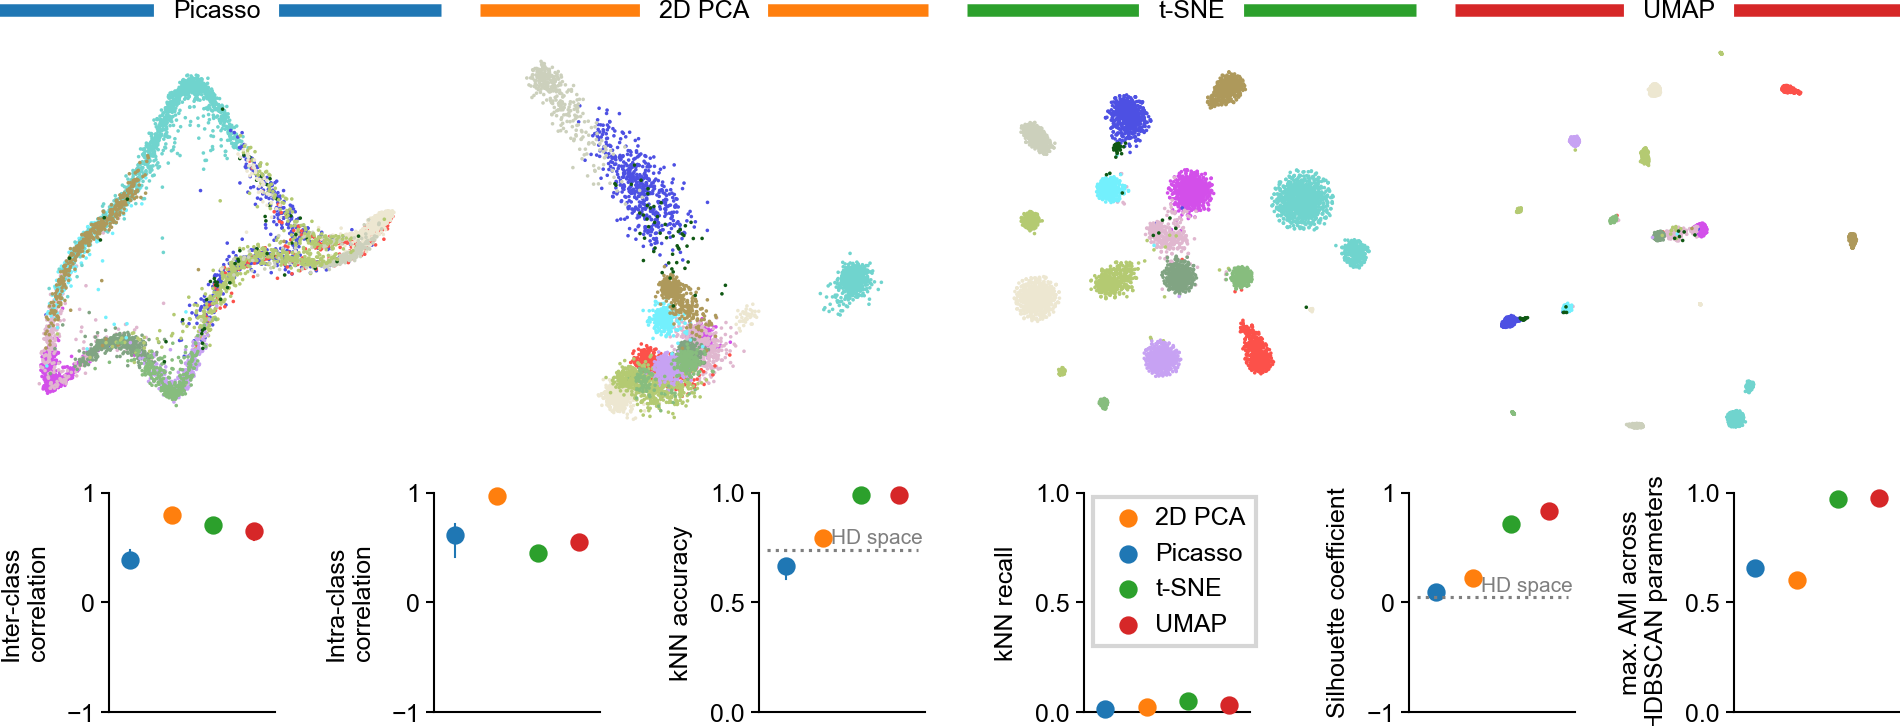 Picasso
2D PCA
t-SNE
UMAP
Inter-class
correlation
1
0
−1
Intra-class
correlation
1
0
−1
kNN accuracy
1.0
0.5
0.0
HD space
kNN recall
1.0
0.5
0.0
2D PCA
Picasso
t-SNE
UMAP
Silhouette coefficient
1
0
−1
HD space
max. AMI across
HDBSCAN parameters
1.0
0.5
0.0